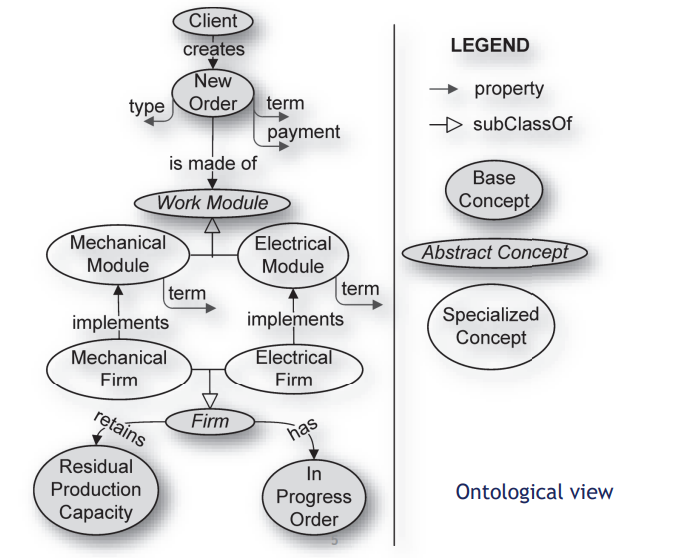 Client
creates
New
Order
type
term
payment
is made of
Work Module
Mechanical
Module
Electrical
Module
term
term
implements
implements
Mechanical
Firm
Electrical
Firm
Firm
retains
has
Residual
Production
Capacity
In
Progress
Order
5
LEGEND
property
subClassOf
Base
Concept
Abstract Concept
Specialized
Concept
Ontological view